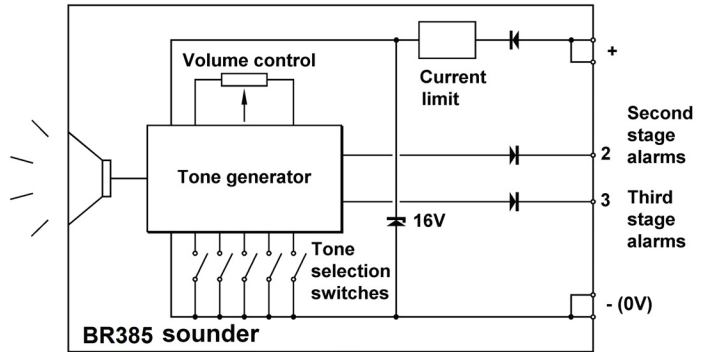 Volume control
Current
limit
+
Second
stage
2 alarms
Tone generator
3 Third
stage
alarms
16V
Tone
selection
switches
- (0V)
BR385 sounder